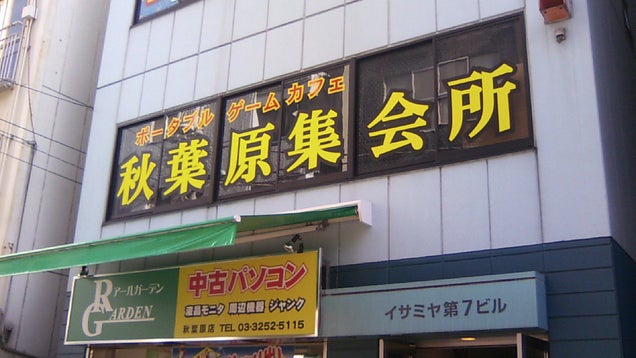 ポータブル ゲーム カフェ
秋葉原集会所
アールガーデン
R
GARDEN
中古パソコン
液晶モニタ 周辺機器 ジャンク
秋葉原店 TEL 03-3252-5115
イサミヤ第7ビル